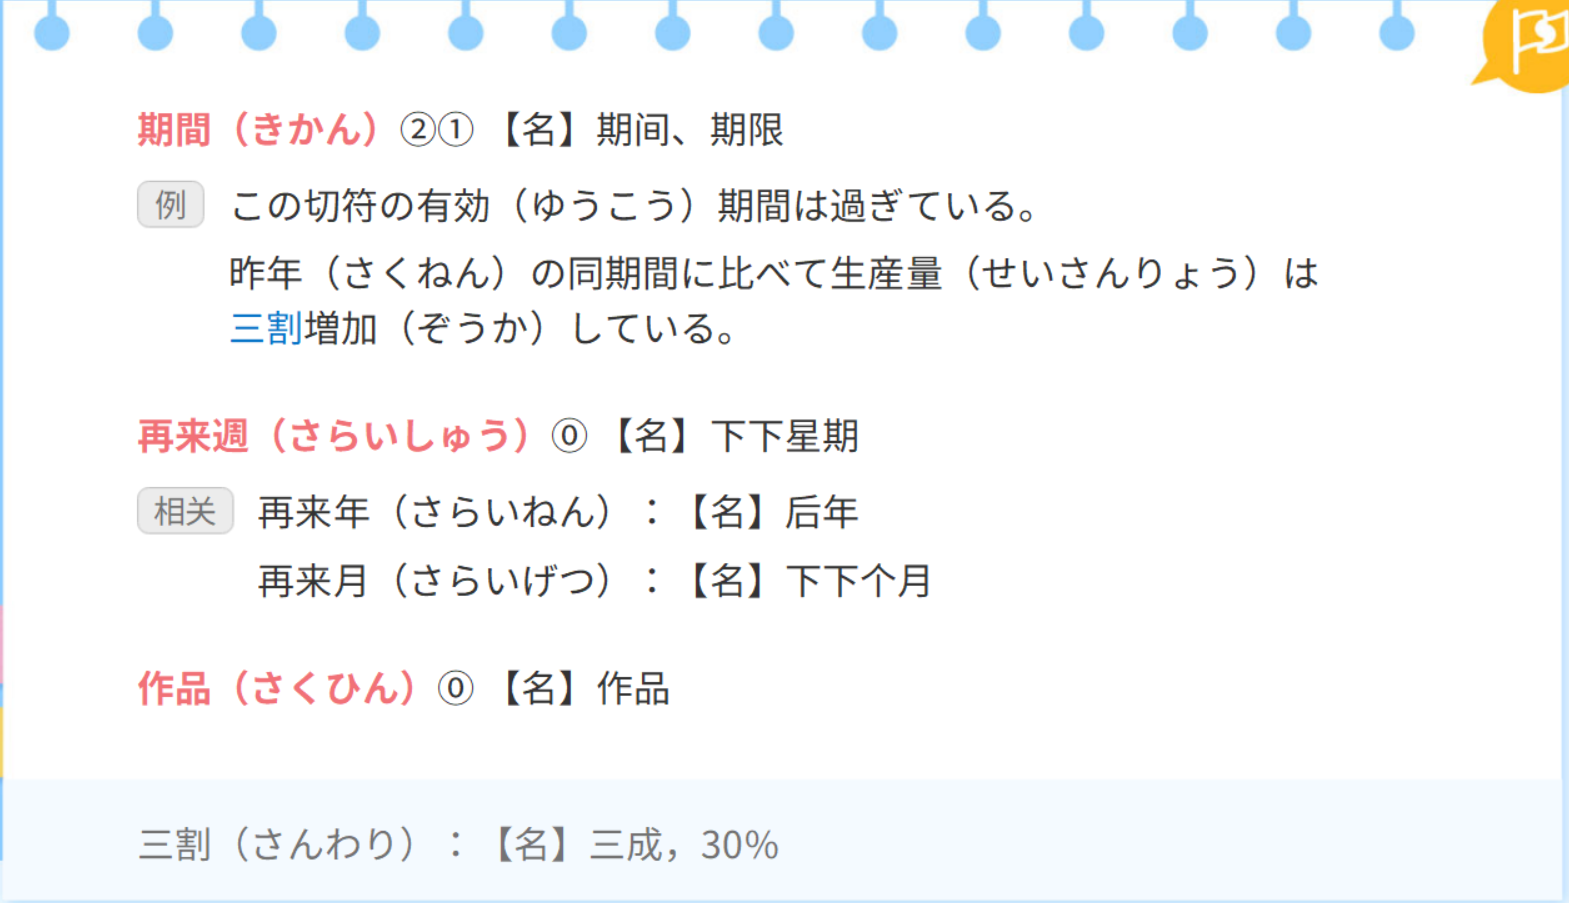 期間（きかん）②① 【名】期间、期限
例 この切符の有効（ゆうこう）期間は過ぎている。
昨年（さくねん）の同期間に比べて生産量（せいさんりょう）は
三割増加（ぞうか）している。
再来週（さらいしゅう）⓪ 【名】下下星期
相关 再来年（さらいねん）：【名】后年
再来月（さらいげつ）：【名】下下个月
作品（さくひん）⓪ 【名】作品
三割（さんわり）：【名】三成，30%